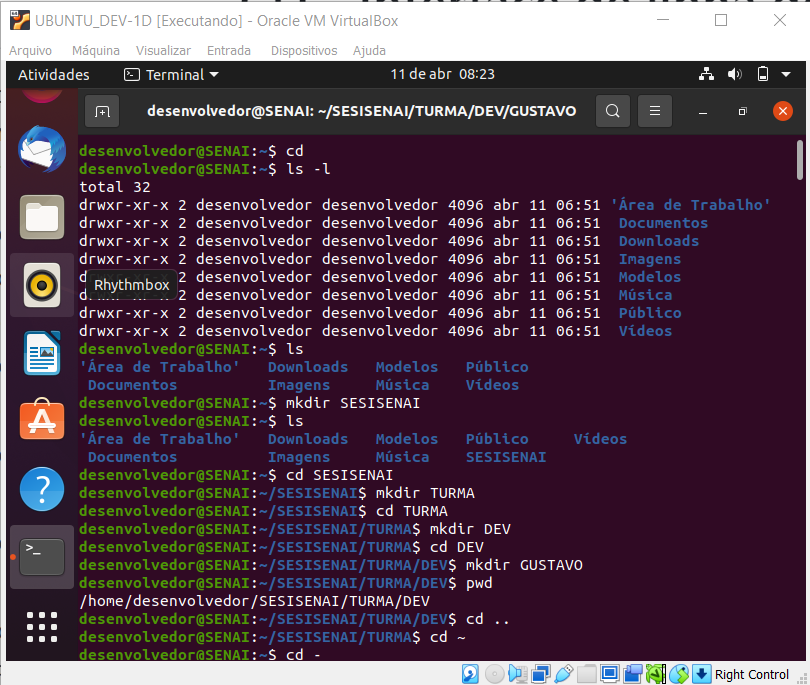 UBUNTU_DEV-1D [Executando] - Oracle VM VirtualBox
Arquivo Máquina Visualizar Entrada Dispositivos Ajuda
Atividades Terminal 11 de abr 08:23
desenvolvedor@SENAI: ~/SESISENAI/TURMA/DEV/GUSTAVO
desenvolvedor@SENAI:~$ cd
desenvolvedor@SENAI:~$ ls -l
total 32
drwxr-xr-x 2 desenvolvedor desenvolvedor 4096 abr 11 06:51 'Área de Trabalho'
drwxr-xr-x 2 desenvolvedor desenvolvedor 4096 abr 11 06:51 Documentos
drwxr-xr-x 2 desenvolvedor desenvolvedor 4096 abr 11 06:51 Downloads
drwxr-xr-x 2 desenvolvedor desenvolvedor 4096 abr 11 06:51 Imagens
d Rhythmbox desenvolvedor desenvolvedor 4096 abr 11 06:51 Modelos
drwxr-xr-x 2 desenvolvedor desenvolvedor 4096 abr 11 06:51 Música
drwxr-xr-x 2 desenvolvedor desenvolvedor 4096 abr 11 06:51 Público
drwxr-xr-x 2 desenvolvedor desenvolvedor 4096 abr 11 06:51 Vídeos
desenvolvedor@SENAI:~$ ls
'Área de Trabalho' Downloads Modelos Público
Documentos Imagens Música Vídeos
desenvolvedor@SENAI:~$ mkdir SESISENAI
desenvolvedor@SENAI:~$ ls
'Área de Trabalho' Downloads Modelos Público Vídeos
Documentos Imagens Música SESISENAI
desenvolvedor@SENAI:~$ cd SESISENAI
desenvolvedor@SENAI:~/SESISENAI$ mkdir TURMA
desenvolvedor@SENAI:~/SESISENAI$ cd TURMA
desenvolvedor@SENAI:~/SESISENAI/TURMA$ mkdir DEV
desenvolvedor@SENAI:~/SESISENAI/TURMA$ cd DEV
desenvolvedor@SENAI:~/SESISENAI/TURMA/DEV$ mkdir GUSTAVO
desenvolvedor@SENAI:~/SESISENAI/TURMA/DEV$ pwd
/home/desenvolvedor/SESISENAI/TURMA/DEV
desenvolvedor@SENAI:~/SESISENAI/TURMA/DEV$ cd ..
desenvolvedor@SENAI:~/SESISENAI/TURMA$ cd ~
desenvolvedor@SENAI:~$ cd -
Right Control